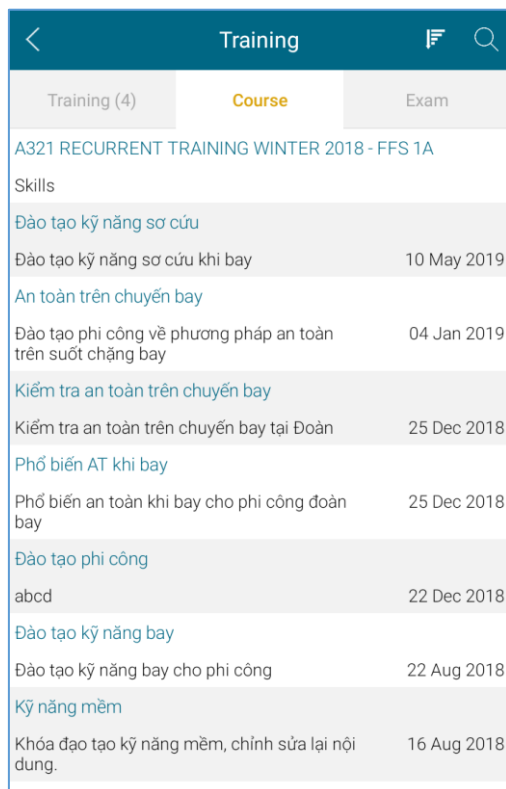 Training
Training (4)
Course
Exam
A321 RECURRENT TRAINING WINTER 2018 - FFS 1A
Skills
Đào tạo kỹ năng sơ cứu
Đào tạo kỹ năng sơ cứu khi bay 10 May 2019
An toàn trên chuyến bay
Đào tạo phi công về phương pháp an toàn 04 Jan 2019
trên suốt chặng bay
Kiểm tra an toàn trên chuyến bay
Kiểm tra an toàn trên chuyến bay tại Đoàn 25 Dec 2018
Phổ biến AT khi bay
Phổ biến an toàn khi bay cho phi công đoàn 25 Dec 2018
bay
Đào tạo phi công
abcd 22 Dec 2018
Đào tạo kỹ năng bay
Đào tạo kỹ năng bay cho phi công 22 Aug 2018
Kỹ năng mềm
Khóa đạo tạo kỹ năng mềm, chỉnh sửa lại nội 16 Aug 2018
dung.